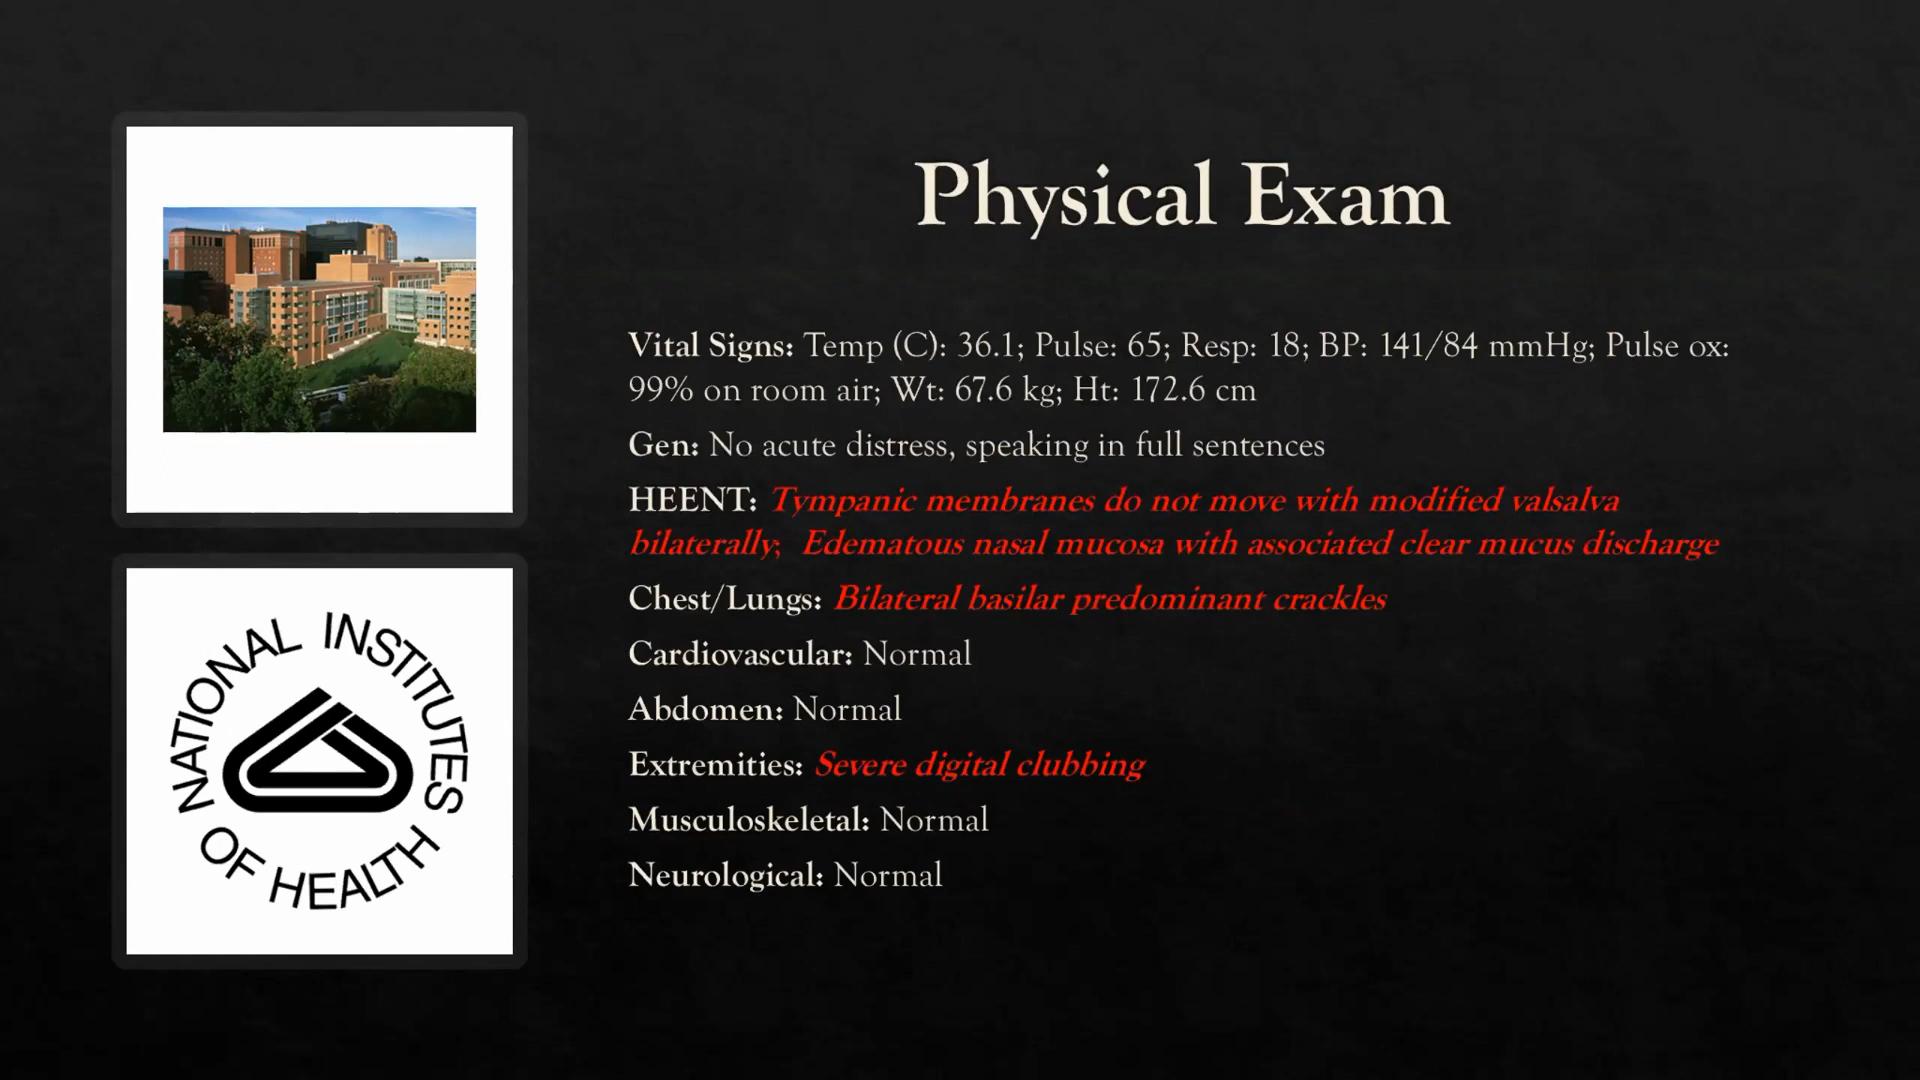 Physical Exam
Vital Signs: Temp (C): 36.1; Pulse: 65; Resp: 18; BP: 141/84 mmHg; Pulse ox:
99% on room air; Wt: 67.6 kg; Ht: 172.6 cm
Gen: No acute distress, speaking in full sentences
HEENT: Tympanic membranes do not move with modified valsalva
bilaterally; Edematous nasal mucosa with associated clear mucus discharge
Chest/Lungs: Bilateral basilar predominant crackles
Cardiovascular: Normal
Abdomen: Normal
Extremities: Severe digital clubbing
Musculoskeletal: Normal
Neurological: Normal
NATIONAL INSTITUTES
OF HEALTH